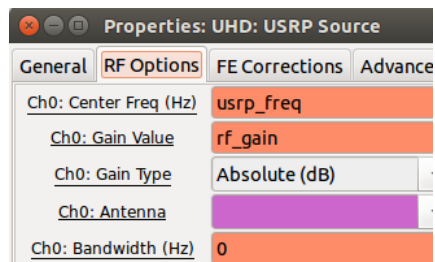 Properties: UHD: USRP Source
General RF Options FE Corrections Advance
Ch0: Center Freq (Hz) usrp_freq
Ch0: Gain Value rf_gain
Ch0: Gain Type Absolute (dB)
Ch0: Antenna
Ch0: Bandwidth (Hz) 0